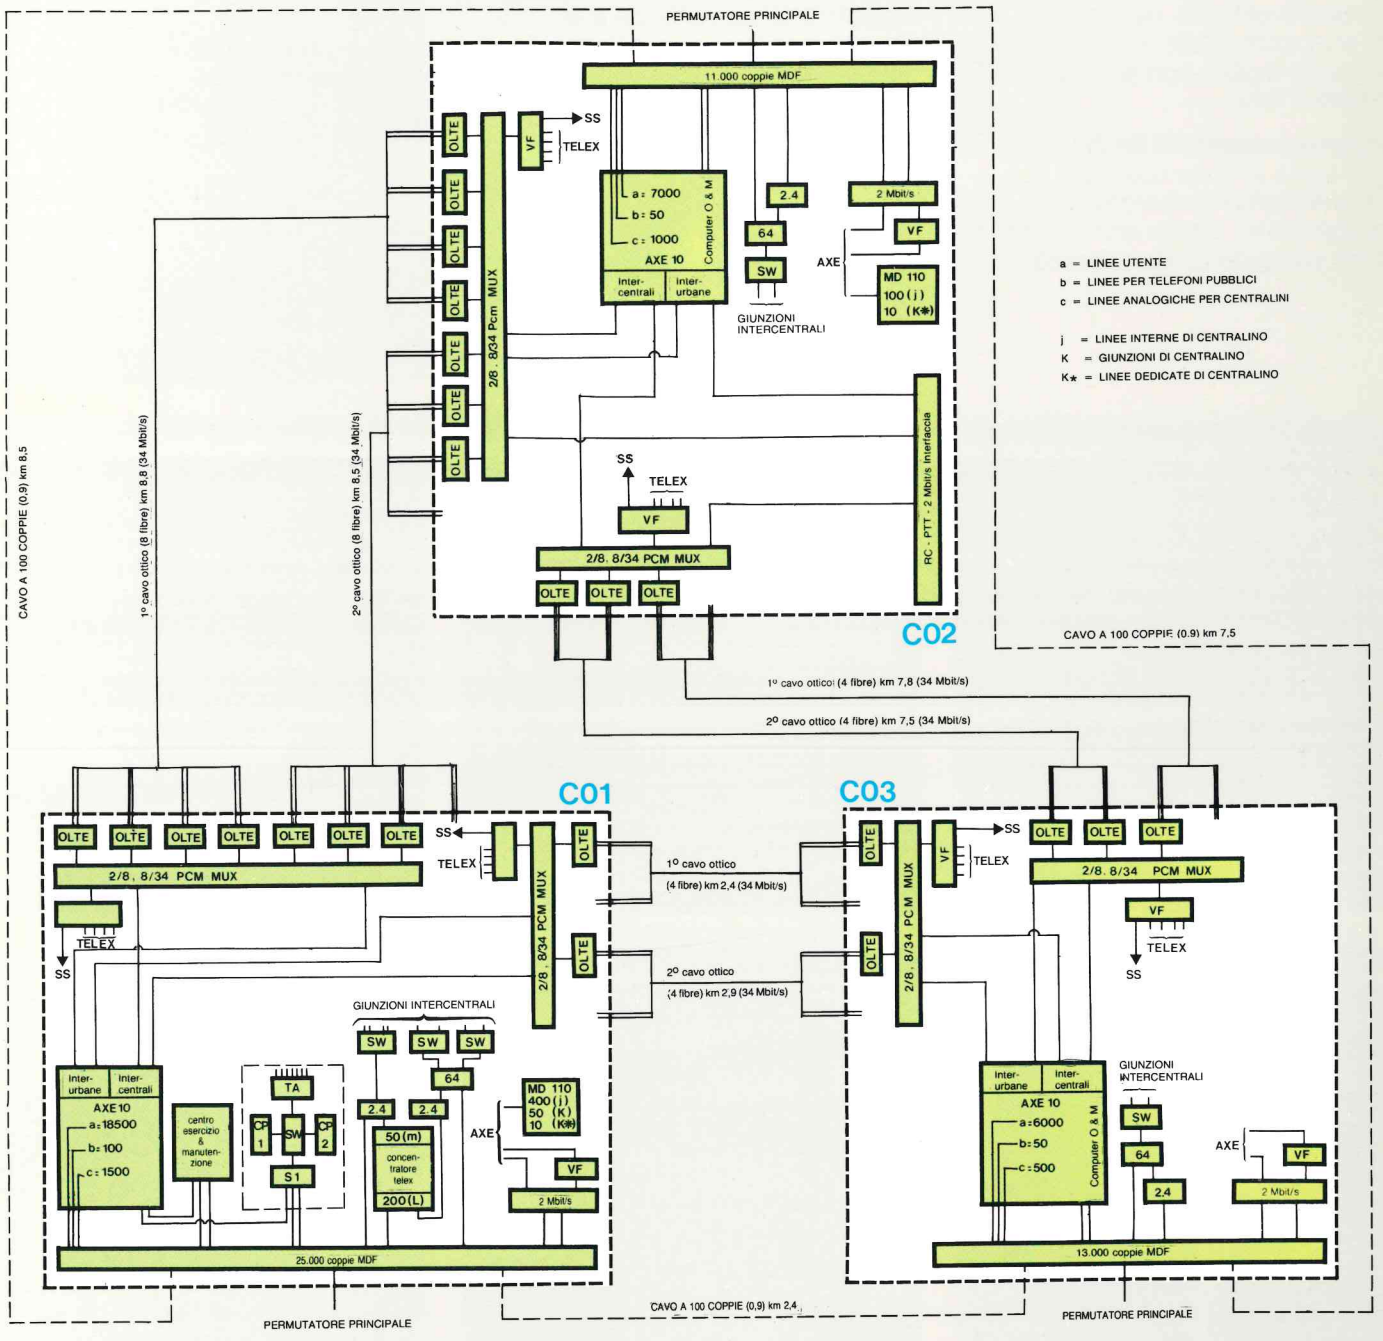 PERMUTATORE PRINCIPALE
11.000 coppie MDF
OLTE
OLTE
OLTE
OLTE
OLTE
OLTE
OLTE
2/8 . 8/34 Pcm MUX
VF
SS
TELEX
a = 7000
b = 50
c = 1000
AXE 10
Computer O & M
Inter-
centrali
Inter-
urbane
2.4
64
SW
GIUNZIONI
INTERCENTRALI
2 Mbit/s
VF
AXE
MD 110
100 (j)
10 (K*)
a = LINEE UTENTE
b = LINEE PER TELEFONI PUBBLICI
c = LINEE ANALOGICHE PER CENTRALINI
j = LINEE INTERNE DI CENTRALINO
K = GIUNZIONI DI CENTRALINO
K* = LINEE DEDICATE DI CENTRALINO
RC - PTT - 2 Mbit/s Interfaccia
SS
TELEX
VF
2/8. 8/34 PCM MUX
OLTE
OLTE
OLTE
C02
CAVO A 100 COPPIE (0,9) km 8,5
1º cavo ottico (8 fibre) km 8,8 (34 Mbit/s)
2º cavo ottico (8 fibre) km 8,5 (34 Mbit/s)
CAVO A 100 COPPIE (0.9) km 7,5
1º cavo ottico (4 fibre) km 7,8 (34 Mbit/s)
2º cavo ottico (4 fibre) km 7,5 (34 Mbit/s)
C01
OLTE
OLTE
OLTE
OLTE
OLTE
OLTE
OLTE
2/8 . 8/34 PCM MUX
TELEX
SS
SS
TELEX
2/8 . 8/34 PCM MUX
OLTE
OLTE
1º cavo ottico
(4 fibre) km 2,4 (34Mbit/s)
2º cavo ottico
(4 fibre) km 2,9 (34 Mbit/s)
GIUNZIONI INTERCENTRALI
SW
SW
SW
64
2.4
2.4
Inter-
urbane
Inter-
centrali
AXE 10
a = 18500
b = 100
c = 1500
centro
esercizio
&
manuten-
zione
TA
CP
1
SW
CP
2
S1
50 (m)
concen-
tratore
telex
200 (L)
MD 110
400 (j)
50 (K)
10 (K*)
AXE
VF
2 Mbit/s
25.000 coppie MDF
PERMUTATORE PRINCIPALE
C03
OLTE
OLTE
2/8 . 8/34 PCM MUX
VF
SS
TELEX
OLTE
OLTE
OLTE
2/8. 8/34 PCM MUX
VF
TELEX
SS
Inter-
urbane
Inter-
centrali
AXE 10
a = 6000
b = 50
c = 500
Computer O & M
GIUNZIONI
INTERCENTRALI
SW
64
2,4
AXE
VF
2 Mbit/s
13.000 coppie MDF
CAVO A 100 COPPIE (0,9) km 2,4
PERMUTATORE PRINCIPALE